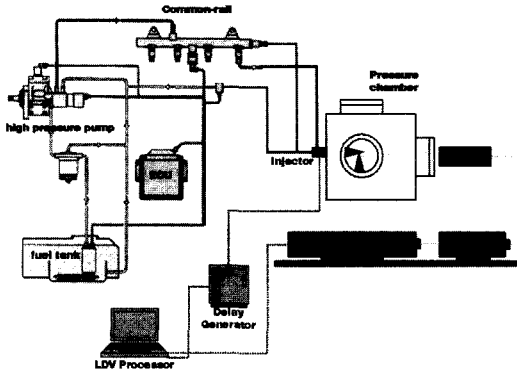 Common-rail
Pressure
chamber
high pressure pump
Injector
ECU
fuel tank
Delay
Generator
LDV Processor